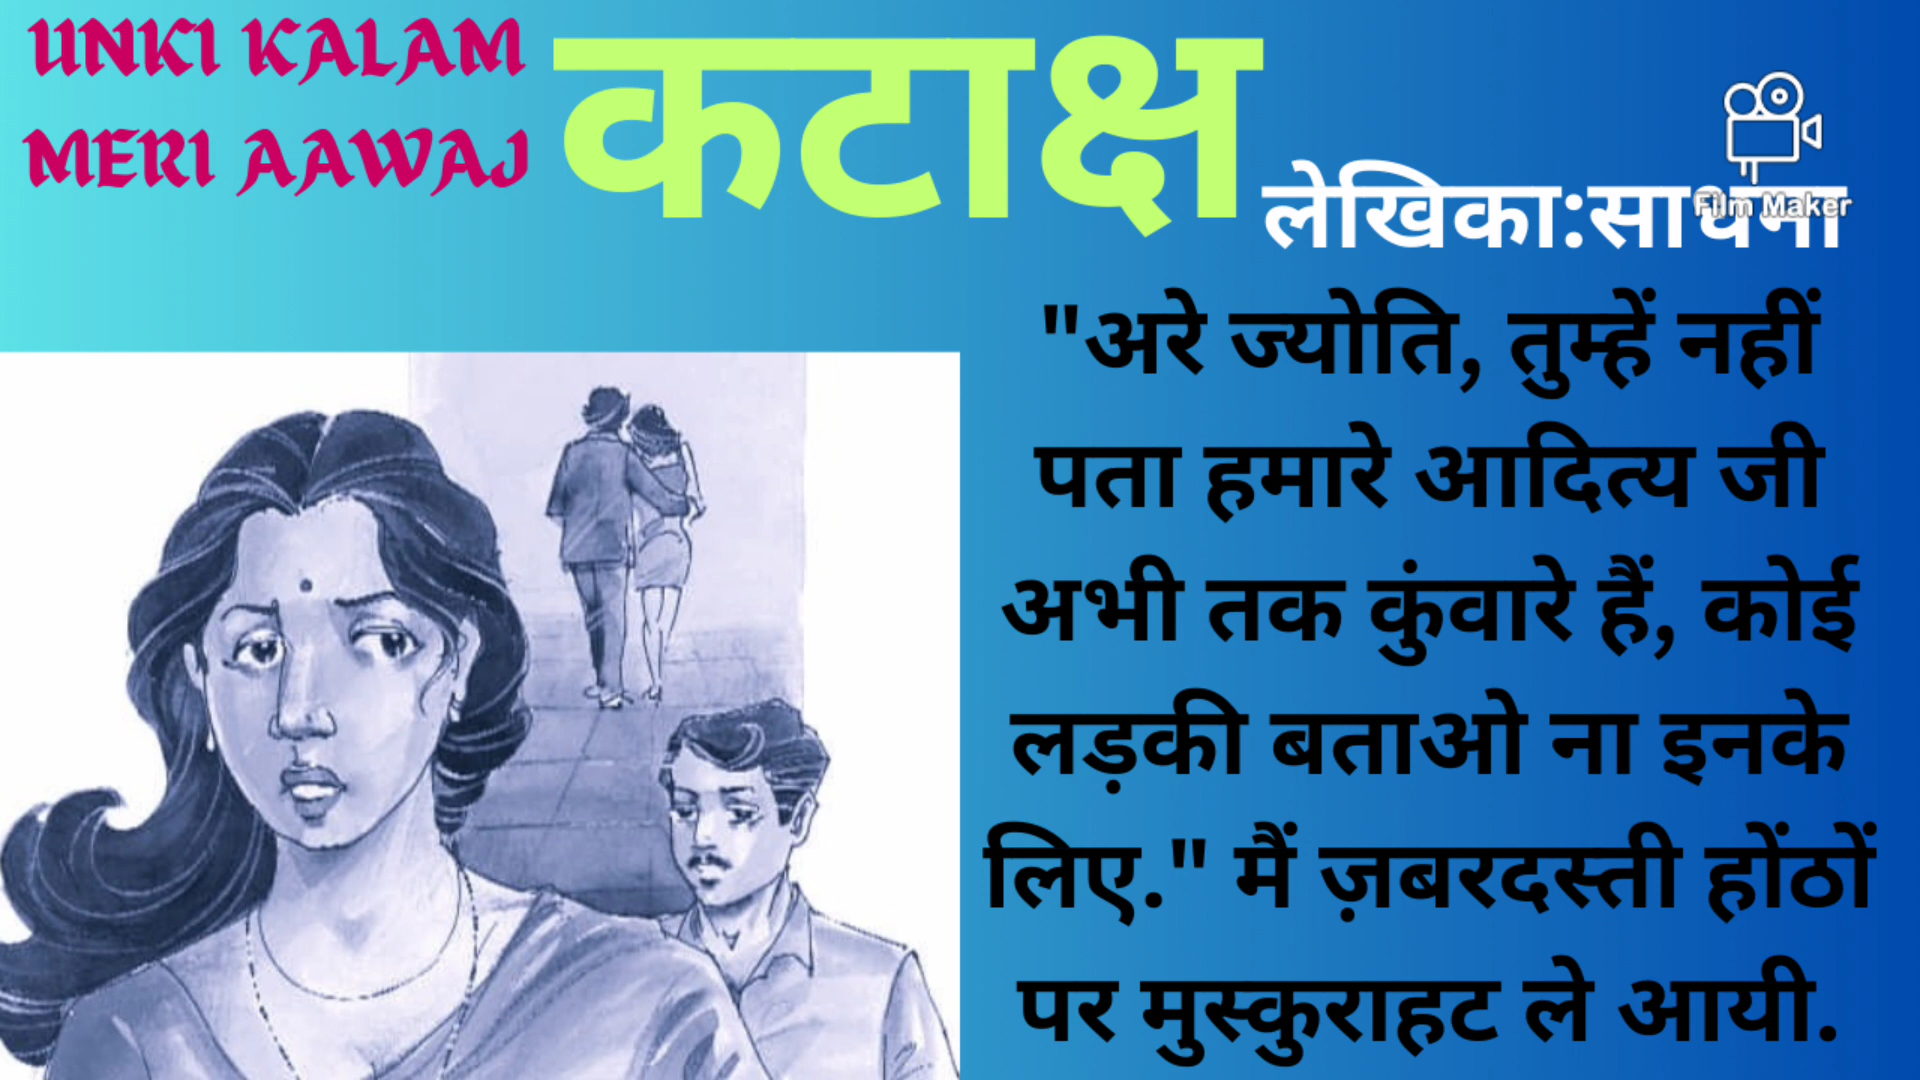 UNKI KALAM
MERI AAWAJ
कटाक्ष
लेखिका:साधना
Film Maker
"अरे ज्योति, तुम्हें नहीं
पता हमारे आदित्य जी
अभी तक कुंवारे हैं, कोई
लड़की बताओ ना इनके
लिए." मैं ज़बरदस्ती होंठों
पर मुस्कुराहट ले आयी.